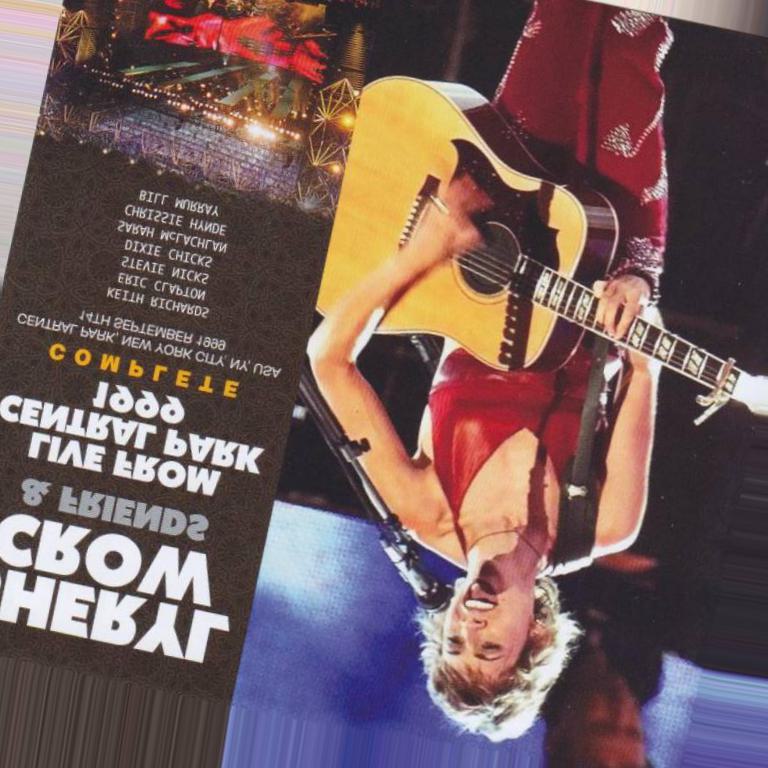 SHERYL
CROW
& FRIENDS
LIVE FROM
CENTRAL PARK
1999
COMPLETE
CENTRAL PARK, NEW YORK CITY, NY, USA
14TH SEPTEMBER 1999
KEITH RICHARDS
ERIC CLAPTON
STEVIE NICKS
DIXIE CHICKS
SARAH McLACHLAN
CHRISSIE HYNDE
BILL MURRAY